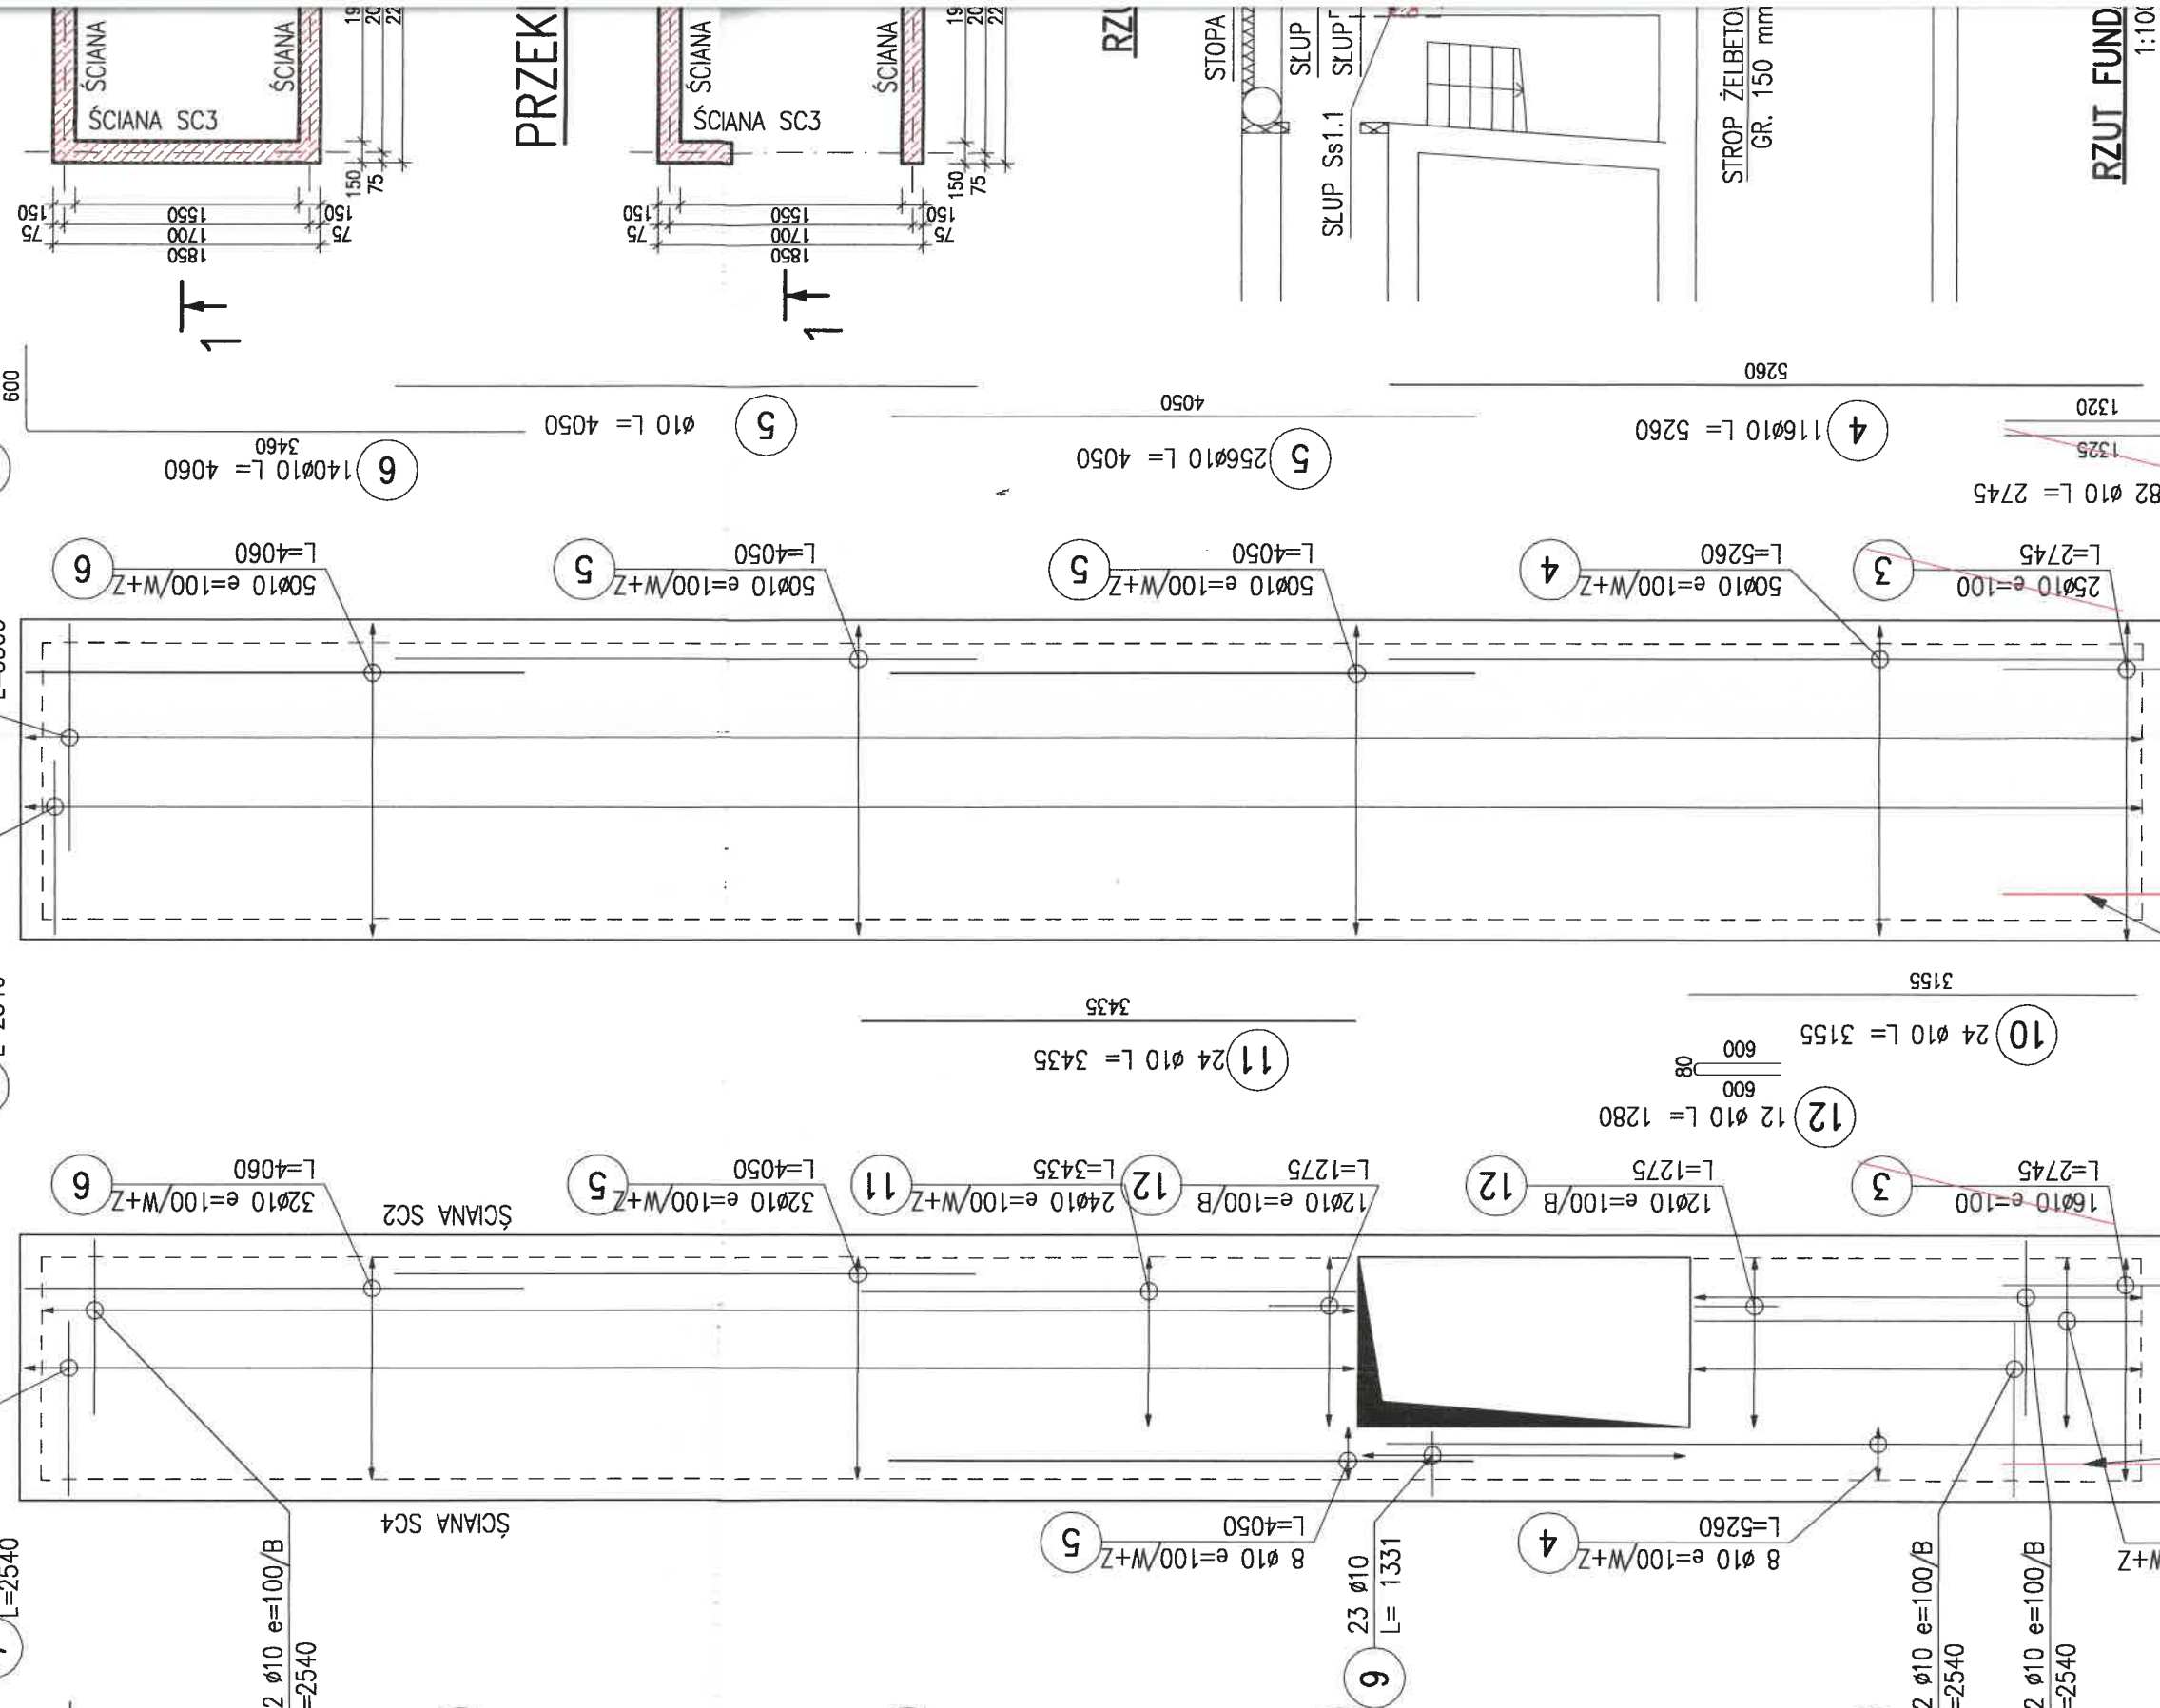 ŚCIANA
ŚCIANA
ŚCIANA SC3
150
75
150
75
1550
1700
1850
150
75
1
PRZEK
ŚCIANA
ŚCIANA
ŚCIANA SC3
150
75
150
75
1550
1700
1850
150
75
1
RZU
STOPA
SŁUP
SŁUP
SŁUP Ss1.1
STROP ŻELBETOW
GR. 150 mm
RZUT FUND
1:100
600
3460
6 140ø10 L= 4060
5 ø10 L= 4050
4050
5 256ø10 L= 4050
5260
4 116ø10 L= 5260
1320
1325
82 ø10 L= 2745
6 50ø10 e=100/W+Z
L=4060
5 50ø10 e=100/W+Z
L=4050
5 50ø10 e=100/W+Z
L=4050
4 50ø10 e=100/W+Z
L=5260
3 25ø10 e=100
L=2745
3435
11 24 ø10 L= 3435
3155
10 24 ø10 L= 3155
600
80
600
12 12 ø10 L= 1280
6 32ø10 e=100/W+Z
L=4060
ŚCIANA SC2
5 32ø10 e=100/W+Z
L=4050
11 24ø10 e=100/W+Z
L=3435
12 12ø10 e=100/B
L=1275
12 12ø10 e=100/B
L=1275
3 16ø10 e=100
L=2745
ŚCIANA SC4
5 8 ø10 e=100/W+Z
L=4050
4 8 ø10 e=100/W+Z
L=5260
L=2540
2 ø10 e=100/B
=2540
9 23 ø10
L= 1331
2 ø10 e=100/B
=2540
2 ø10 e=100/B
=2540
W+Z